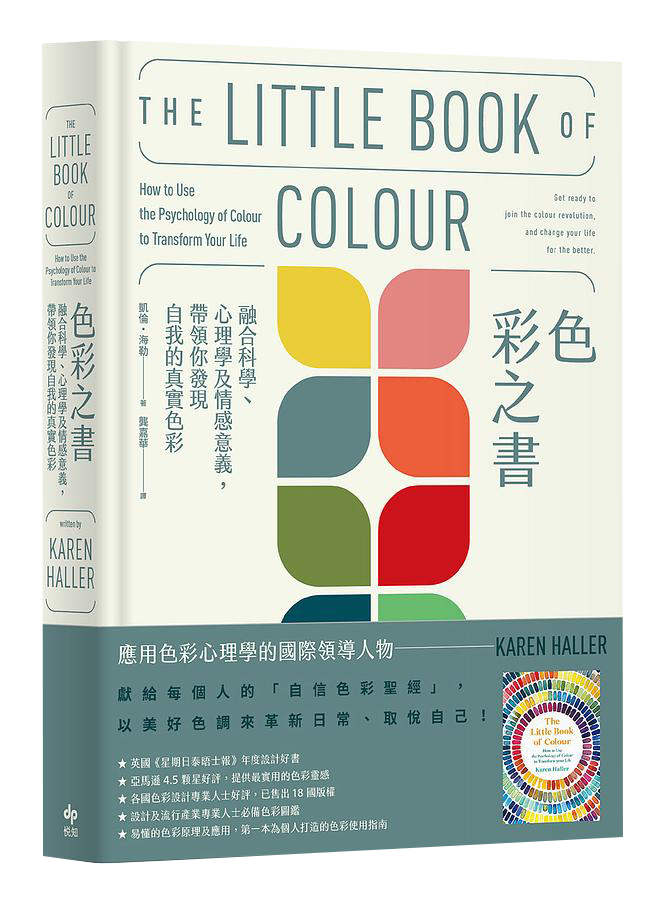 THE LITTLE BOOK OF
COLOUR
How to Use
the Psychology of Colour
to Transform Your Life
Get ready to
join the colour revolution,
and change your life
for the better.
色彩之書
融合科學、
心理學及情感意義,
帶領你發現
自我的真實色彩
凱倫・海勒 著 龔嘉華 譯
應用色彩心理學的國際領導人物 KAREN HALLER
獻給每個人的「自信色彩聖經」,
以美好色調來革新日常、取悅自己!
★ 英國《星期日泰晤士報》年度設計好書
★ 亞馬遜 4.5 顆星好評,提供最實用的色彩靈感
★ 各國色彩設計專業人士好評,已售出 18 國版權
★ 設計及流行產業專業人士必備色彩圖鑑
★ 易懂的色彩原理及應用,第一本為個人打造的色彩使用指南
The
Little Book
of Colour
How to Use
the Psychology of Colour
to Transform your Life
Karen Haller
THE
LITTLE
BOOK
OF
COLOUR
How to Use the
Psychology of Colour to
Transform Your Life
色彩之書
融合科學、心理學及情感意義,
帶領你發現自我的真實色彩
written by
KAREN
HALLER
dp
悅知